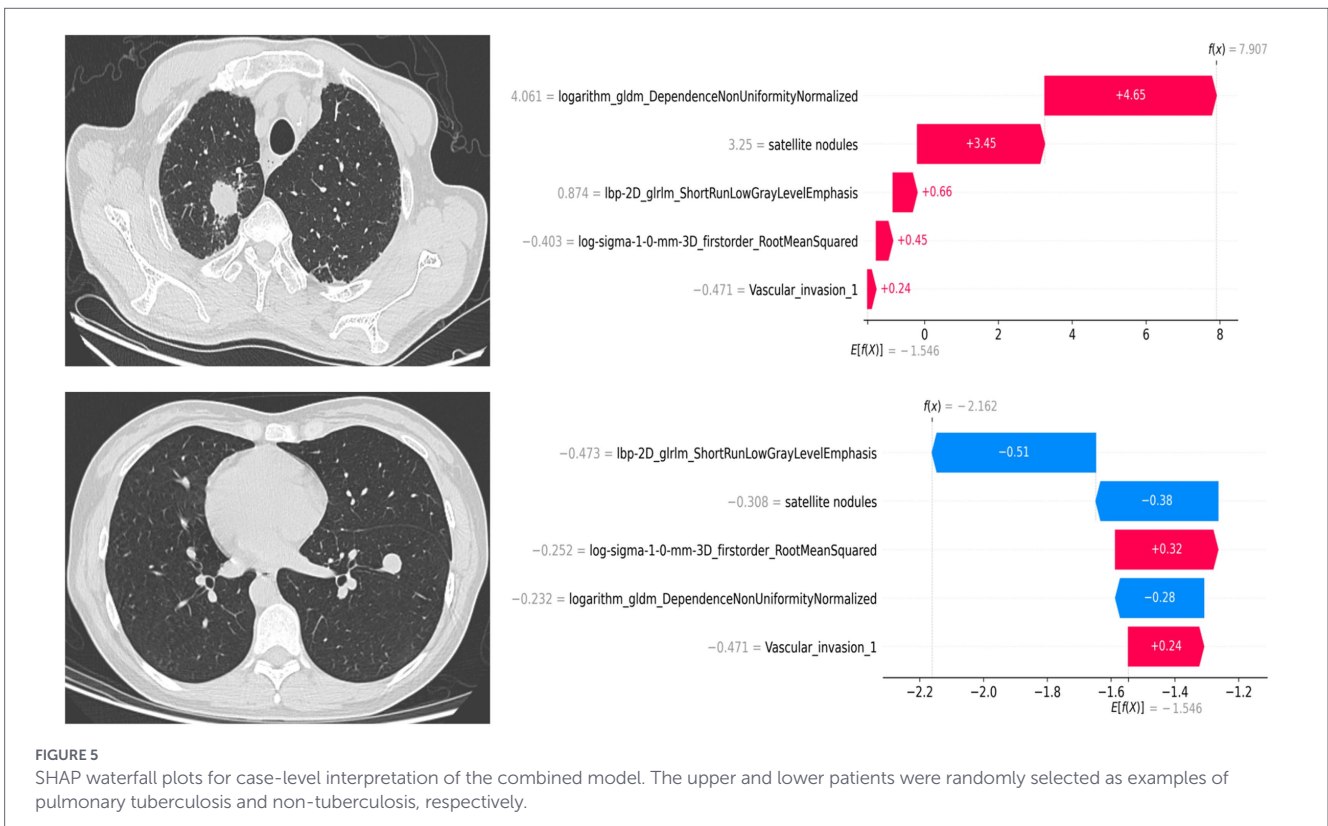 f(x) = 7.907
4.061 = logarithm_gldm_DependenceNonUniformityNormalized
+4.65
3.25 = satellite nodules
+3.45
0.874 = lbp-2D_glrlm_ShortRunLowGrayLevelEmphasis
+0.66
−0.403 = log-sigma-1-0-mm-3D_firstorder_RootMeanSquared
+0.45
−0.471 = Vascular_invasion_1
+0.24
0 2 4 6 8
E[f(X)] = −1.546
f(x) = −2.162
−0.473 = lbp-2D_glrlm_ShortRunLowGrayLevelEmphasis
−0.51
−0.308 = satellite nodules
−0.38
−0.252 = log-sigma-1-0-mm-3D_firstorder_RootMeanSquared
+0.32
−0.232 = logarithm_gldm_DependenceNonUniformityNormalized
−0.28
−0.471 = Vascular_invasion_1
+0.24
−2.2 −2.0 −1.8 −1.6 −1.4 −1.2
E[f(X)] = −1.546
FIGURE 5
SHAP waterfall plots for case-level interpretation of the combined model. The upper and lower patients were randomly selected as examples of
pulmonary tuberculosis and non-tuberculosis, respectively.